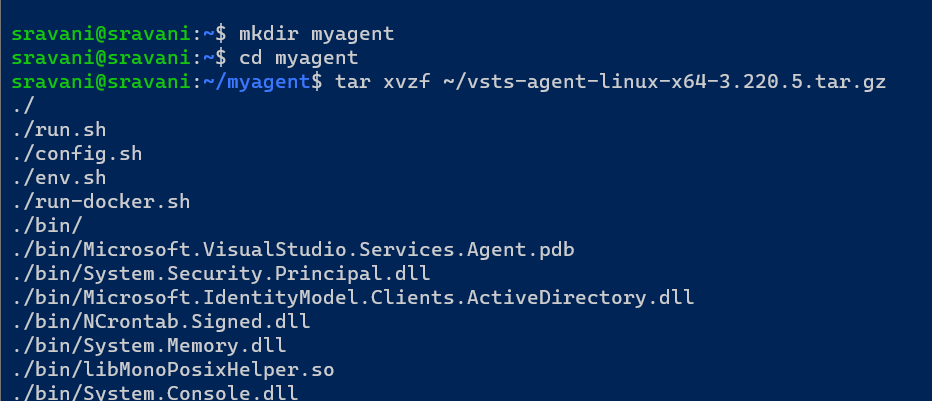 sravani@sravani:~$ mkdir myagent
sravani@sravani:~$ cd myagent
sravani@sravani:~/myagent$ tar xvzf ~/vsts-agent-linux-x64-3.220.5.tar.gz
./
./run.sh
./config.sh
./env.sh
./run-docker.sh
./bin/
./bin/Microsoft.VisualStudio.Services.Agent.pdb
./bin/System.Security.Principal.dll
./bin/Microsoft.IdentityModel.Clients.ActiveDirectory.dll
./bin/NCrontab.Signed.dll
./bin/System.Memory.dll
./bin/libMonoPosixHelper.so
./bin/System.Console.dll